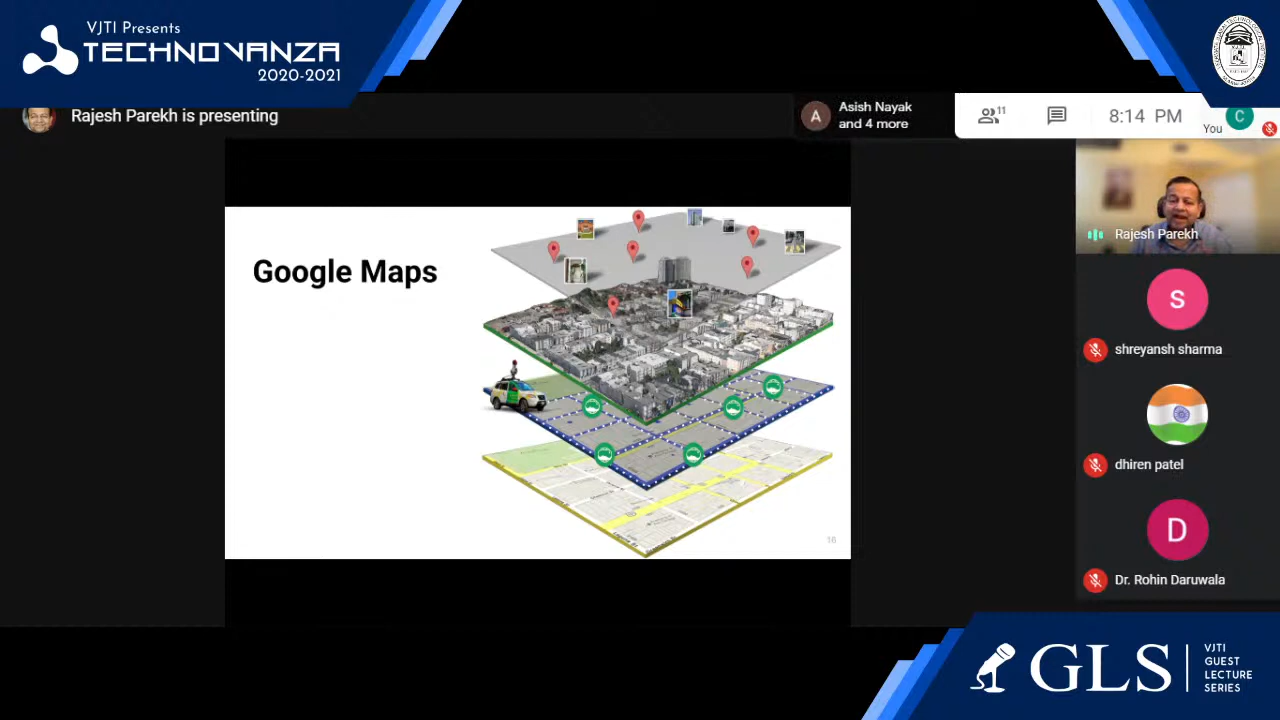 VJTI Presents
TECHNOVANZA
2020-2021
Rajesh Parekh is presenting
A
Asish Nayak
and 4 more
11
8:14 PM
You
C
Rajesh Parekh
Google Maps
16
S
shreyansh sharma
dhiren patel
D
Dr. Rohin Daruwala
GLS
VJTI
GUEST
LECTURE
SERIES